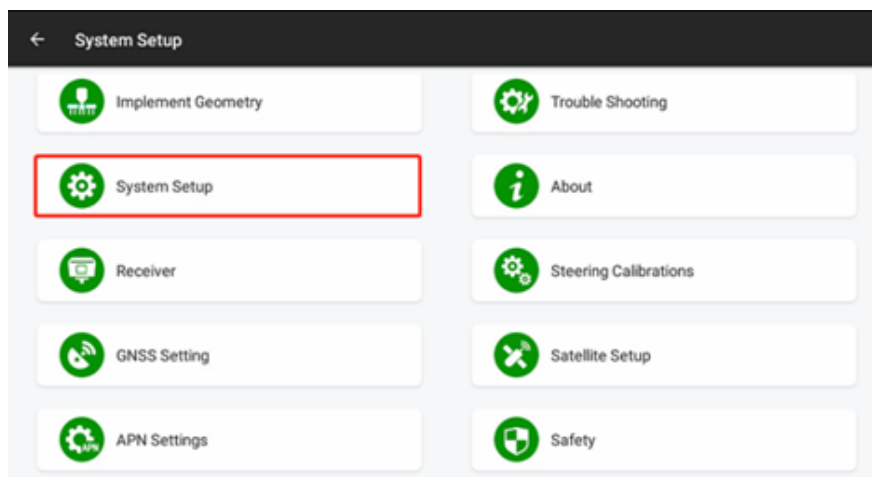 System Setup
Implement Geometry
Trouble Shooting
System Setup
About
Receiver
Steering Calibrations
GNSS Setting
Satellite Setup
APN
APN Settings
Safety